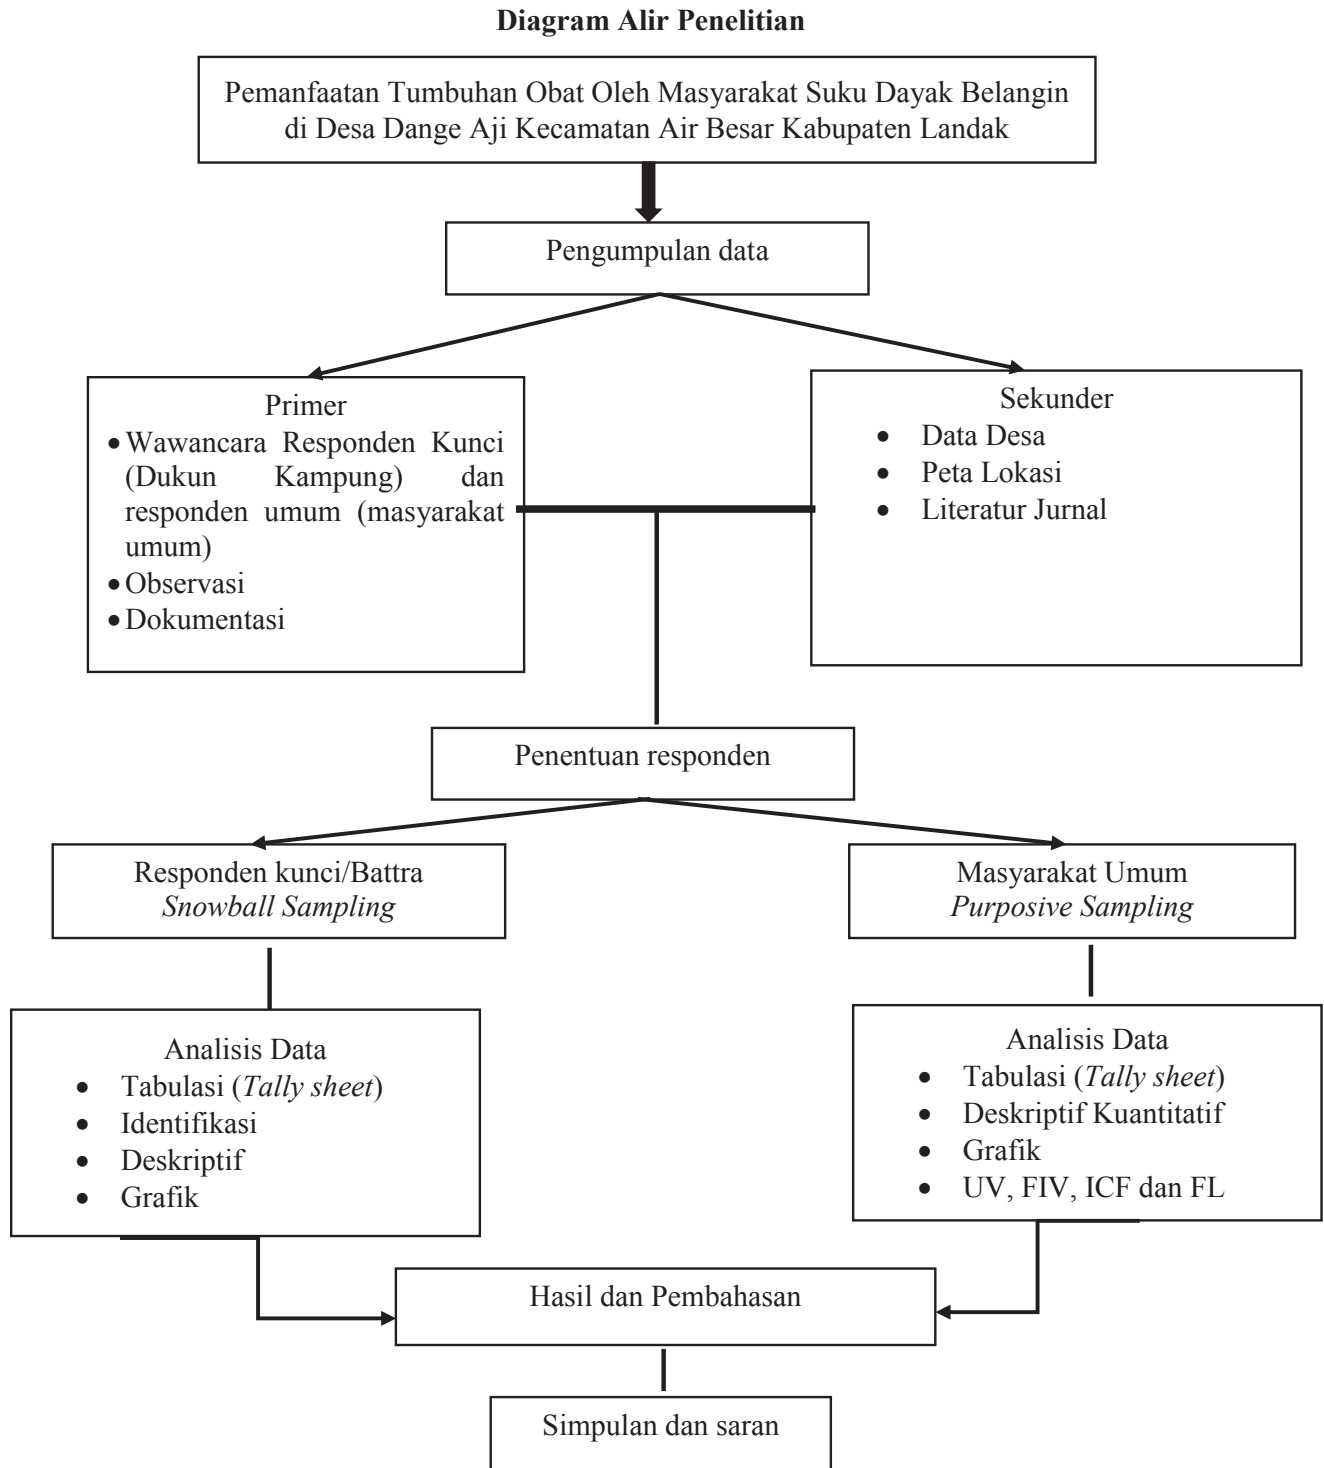 Diagram Alir Penelitian
Pemanfaatan Tumbuhan Obat Oleh Masyarakat Suku Dayak Belangin
di Desa Dange Aji Kecamatan Air Besar Kabupaten Landak
Pengumpulan data
Primer
• Wawancara Responden Kunci
(Dukun Kampung) dan
responden umum (masyarakat
umum)
• Observasi
• Dokumentasi
Sekunder
• Data Desa
• Peta Lokasi
• Literatur Jurnal
Penentuan responden
Responden kunci/Battra
Snowball Sampling
Masyarakat Umum
Purposive Sampling
Analisis Data
• Tabulasi (Tally sheet)
• Identifikasi
• Deskriptif
• Grafik
Analisis Data
• Tabulasi (Tally sheet)
• Deskriptif Kuantitatif
• Grafik
• UV, FIV, ICF dan FL
Hasil dan Pembahasan
Simpulan dan saran